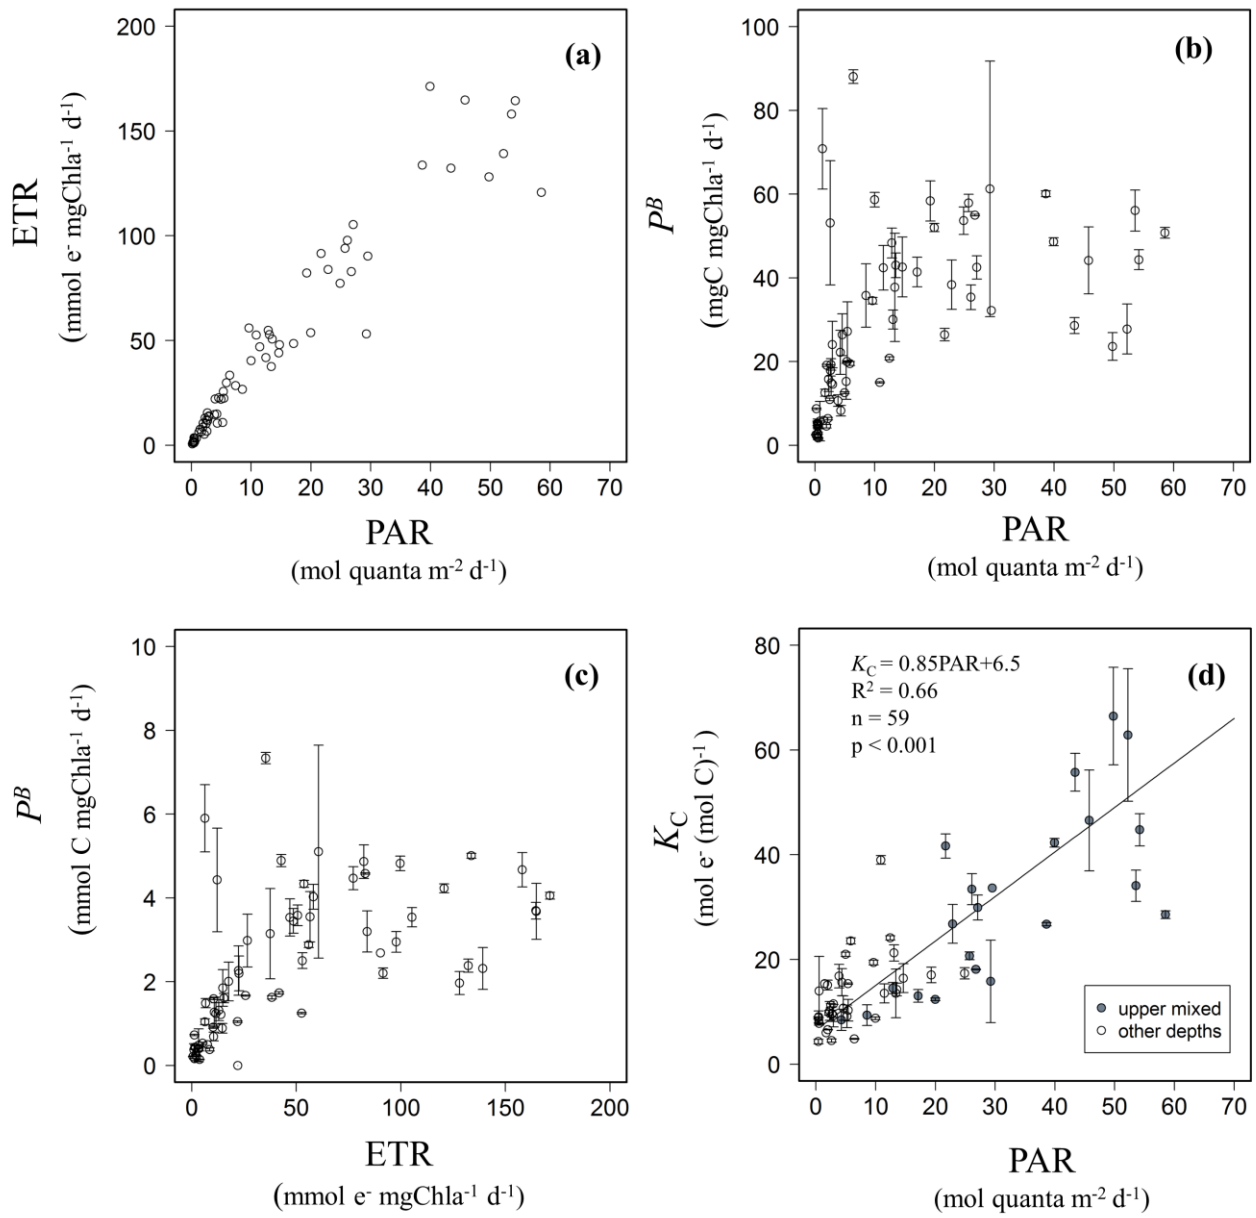 (a)
200
150
100
50
0
ETR
(mmol e⁻ mgChla⁻¹ d⁻¹)
0 10 20 30 40 50 60 70
PAR
(mol quanta m⁻² d⁻¹)
(b)
100
80
60
40
20
0
Pᴮ
(mgC mgChla⁻¹ d⁻¹)
0 10 20 30 40 50 60 70
PAR
(mol quanta m⁻² d⁻¹)
(c)
10
8
6
4
2
0
Pᴮ
(mmol C mgChla⁻¹ d⁻¹)
0 50 100 150 200
ETR
(mmol e⁻ mgChla⁻¹ d⁻¹)
(d)
K_C = 0.85PAR+6.5
R² = 0.66
n = 59
p < 0.001
80
60
40
20
0
K_C
(mol e⁻ (mol C)⁻¹)
upper mixed
other depths
0 10 20 30 40 50 60 70
PAR
(mol quanta m⁻² d⁻¹)